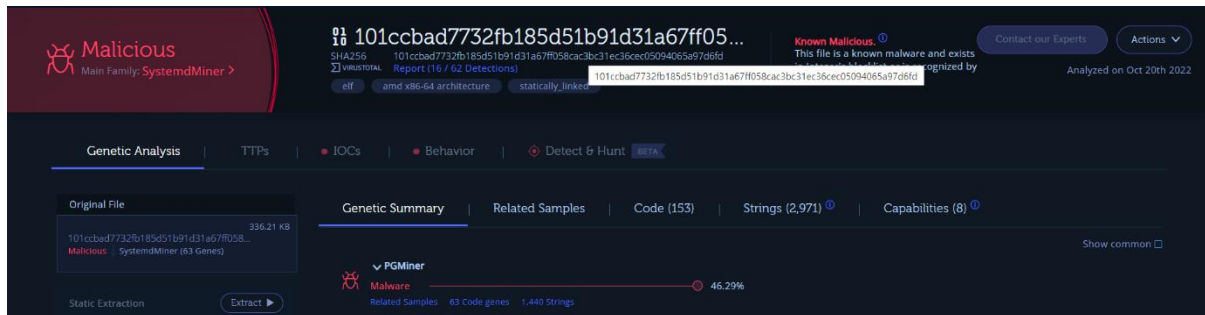 Malicious
Main Family: SystemdMiner >
101ccbad7732fb185d51b91d31a67ff05...
SHA256 101ccbad7732fb185d51b91d31a67ff058cac3bc31ec36cec05094065a97d6fd
VIRUSTOTAL Report (16 / 62 Detections)
101ccbad7732fb185d51b91d31a67ff058cac3bc31ec36cec05094065a97d6fd
elf amd x86-64 architecture statically_linked
Known Malicious.
This file is a known malware and exists
recognized by
Contact our Experts
Actions
Analyzed on Oct 20th 2022
Genetic Analysis | TTPs | IOCs | Behavior | Detect & Hunt BETA
Original File
336.21 KB
101ccbad7732fb185d51b91d31a67ff058...
Malicious | SystemdMiner (63 Genes)
Static Extraction Extract
Genetic Summary | Related Samples | Code (153) | Strings (2,971) | Capabilities (8)
Show common
PGMiner
Malware 46.29%
Related Samples 63 Code genes 1,440 Strings